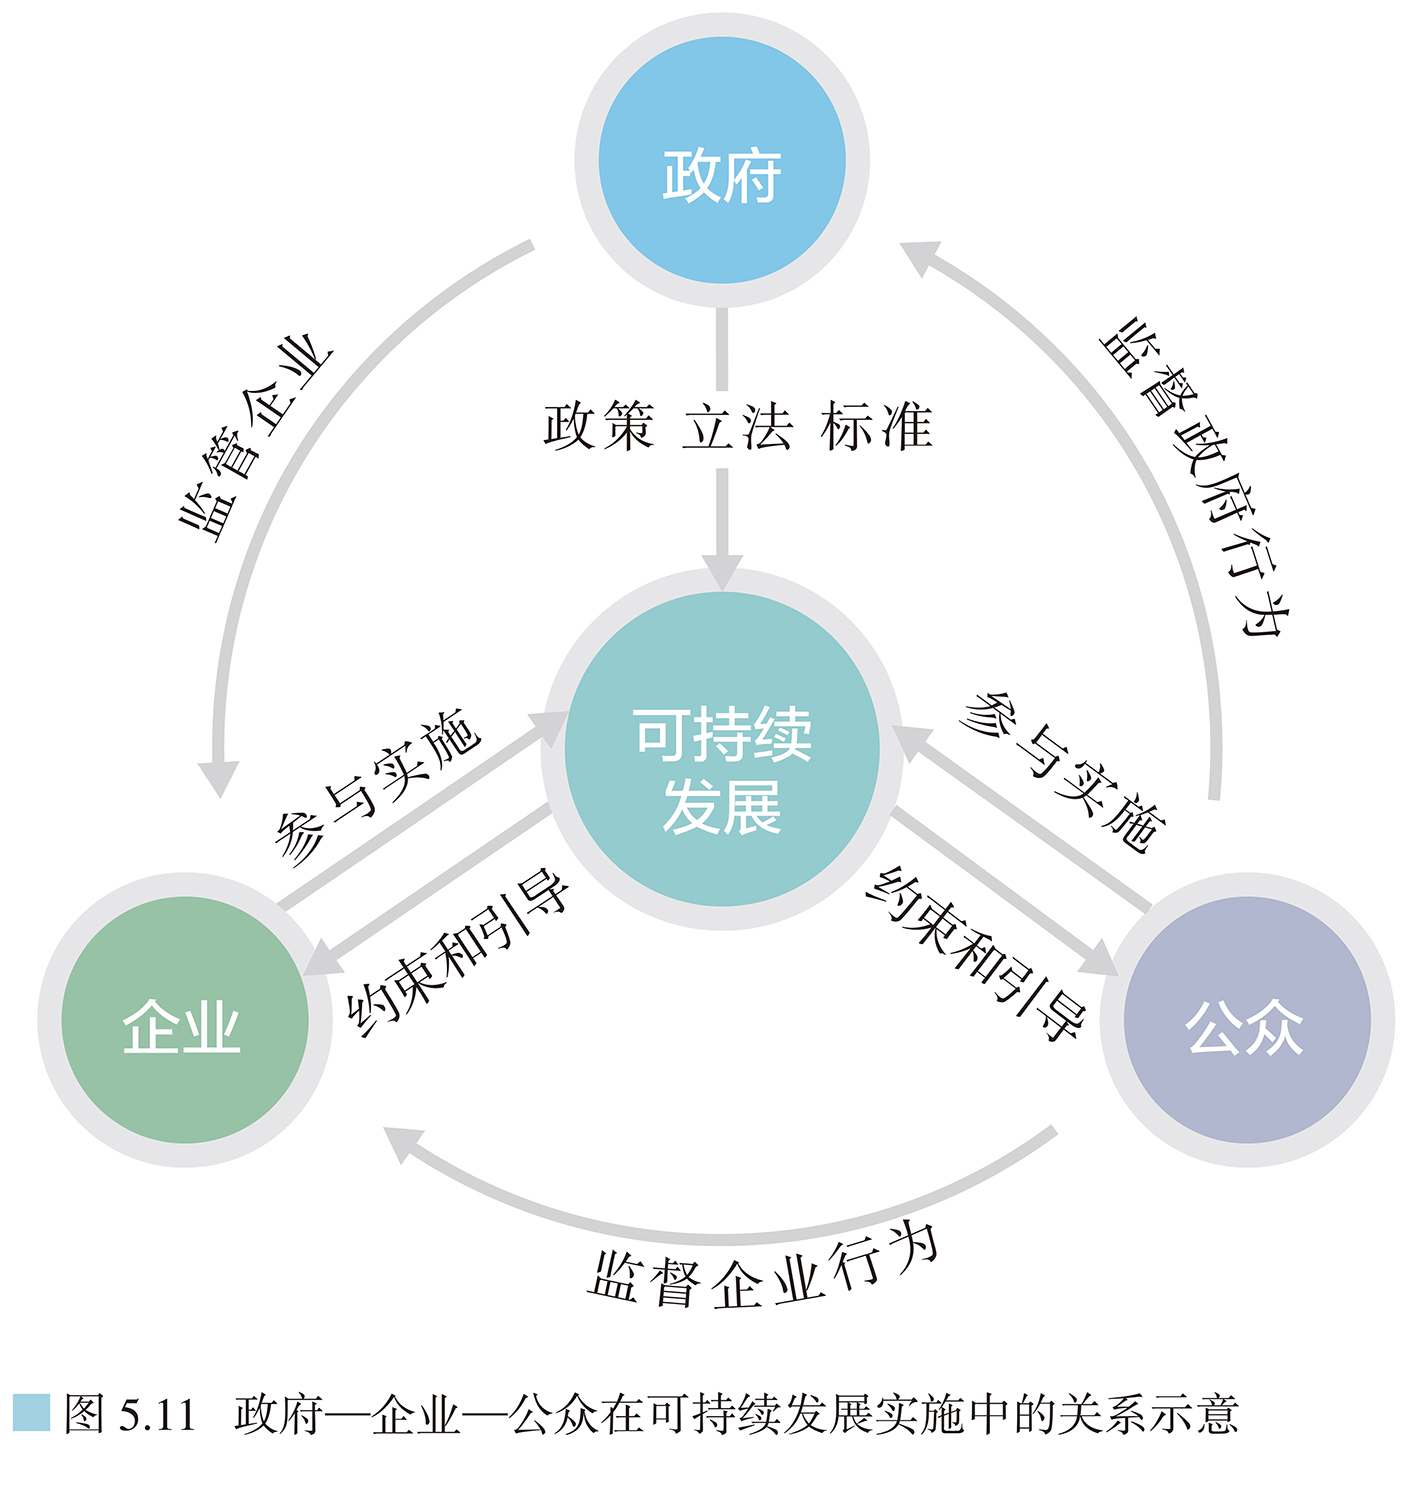 政府
监管企业
监督政府行为
政策 立法 标准
可持续
发展
参与实施
参与实施
约束和引导
约束和引导
企业
公众
监督企业行为
图 5.11 政府—企业—公众在可持续发展实施中的关系示意